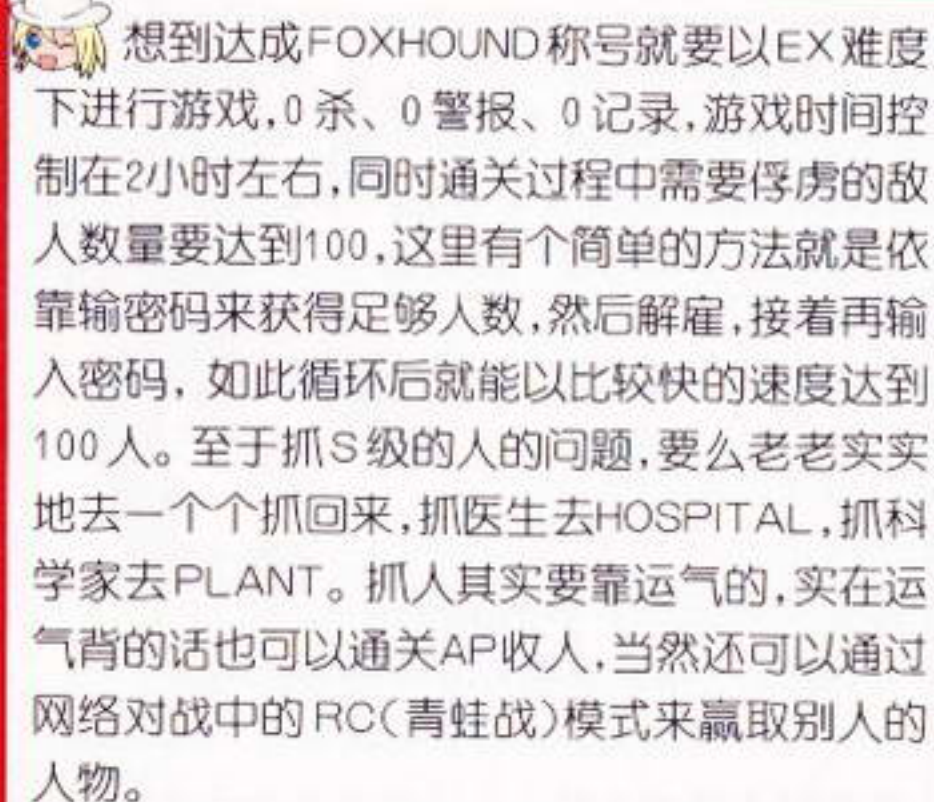 想到达成FOXHOUND称号就要以EX难度
下进行游戏,0杀、0警报、0记录,游戏时间控
制在2小时左右,同时通关过程中需要俘虏的敌
人数量要达到100,这里有个简单的方法就是依
靠输密码来获得足够人数,然后解雇,接着再输
入密码, 如此循环后就能以比较快的速度达到
100人。至于抓S级的人的问题,要么老老实实
地去一个个抓回来,抓医生去HOSPITAL,抓科
学家去PLANT。抓人其实要靠运气的,实在运
气背的话也可以通关AP收人,当然还可以通过
网络对战中的RC(青蛙战)模式来赢取别人的
人物。